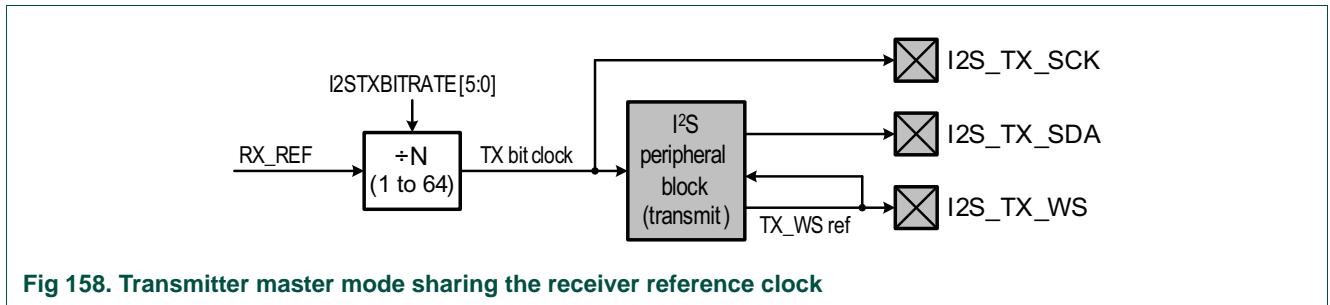 I2STXBITRATE[5:0]
RX_REF
÷N
(1 to 64)
TX bit clock
I²S
peripheral
block
(transmit)
TX_WS ref
I2S_TX_SCK
I2S_TX_SDA
I2S_TX_WS
Fig 158. Transmitter master mode sharing the receiver reference clock